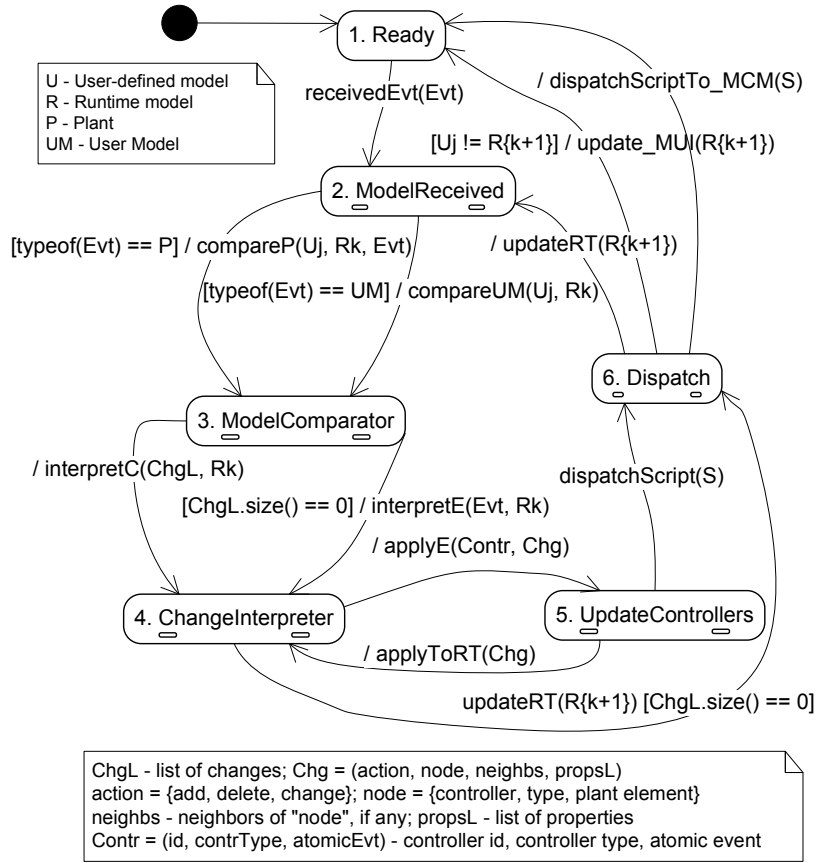 1. Ready
U - User-defined model
R - Runtime model
P - Plant
UM - User Model
receivedEvt(Evt)
/ dispatchScriptTo_MCM(S)
[Uj != R{k+1}] / update_MUI(R{k+1})
2. ModelReceived
[typeof(Evt) == P] / compareP(Uj, Rk, Evt)
/ updateRT(R{k+1})
[typeof(Evt) == UM] / compareUM(Uj, Rk)
6. Dispatch
3. ModelComparator
/ interpretC(ChgL, Rk)
dispatchScript(S)
[ChgL.size() == 0] / interpretE(Evt, Rk)
/ applyE(Contr, Chg)
4. ChangeInterpreter
5. UpdateControllers
/ applyToRT(Chg)
updateRT(R{k+1}) [ChgL.size() == 0]
ChgL - list of changes; Chg = (action, node, neighbs, propsL)
action = {add, delete, change}; node = {controller, type, plant element}
neighbs - neighbors of "node", if any; propsL - list of properties
Contr = (id, contrType, atomicEvt) - controller id, controller type, atomic event